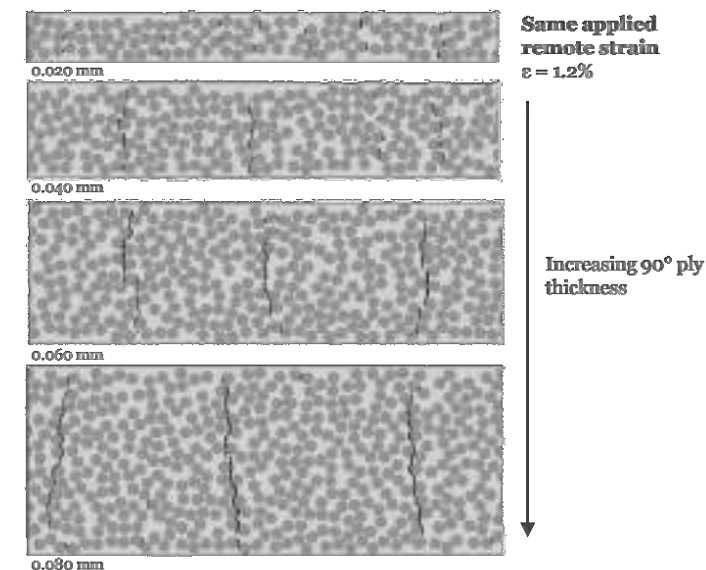 Same applied
remote strain
ε = 1.2%
0.020 mm
0.040 mm
Increasing 90° ply
thickness
0.060 mm
0.080 mm